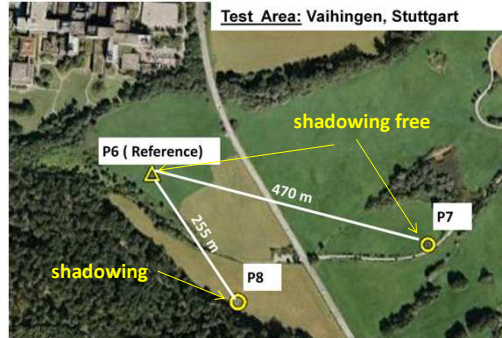 Test Area: Vaihingen, Stuttgart
shadowing free
P6 ( Reference)
470 m
255 m
P7
shadowing
P8